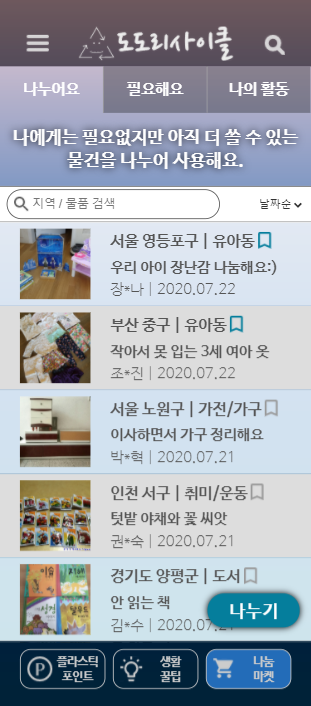 도도리사이클
나누어요 필요해요 나의 활동
나에게는 필요없지만 아직 더 쓸 수 있는
물건을 나누어 사용해요.
지역 / 물품 검색 날짜순
서울 영등포구 | 유아동
우리 아이 장난감 나눔해요:)
장*나 | 2020.07.22
부산 중구 | 유아동
작아서 못 입는 3세 여아 옷
조*진 | 2020.07.22
서울 노원구 | 가전/가구
이사하면서 가구 정리해요
박*혁 | 2020.07.21
인천 서구 | 취미/운동
텃밭 야채와 꽃 씨앗
권*숙 | 2020.07.21
경기도 양평군 | 도서
안 읽는 책
나누기
김*수 | 2020.07.21
P 플라스틱
포인트
생활
꿀팁
나눔
마켓